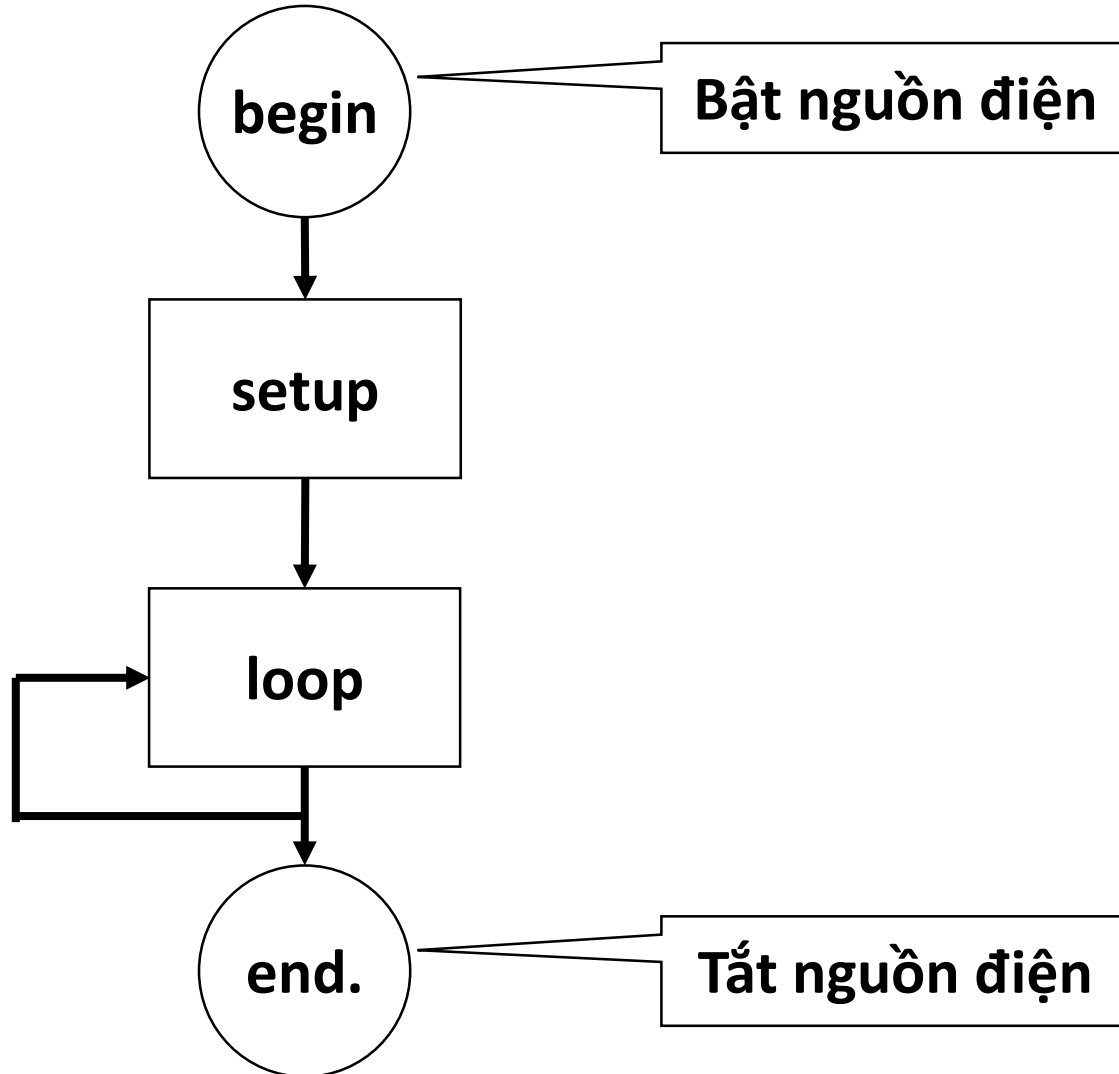 begin
Bật nguồn điện
setup
loop
end.
Tắt nguồn điện